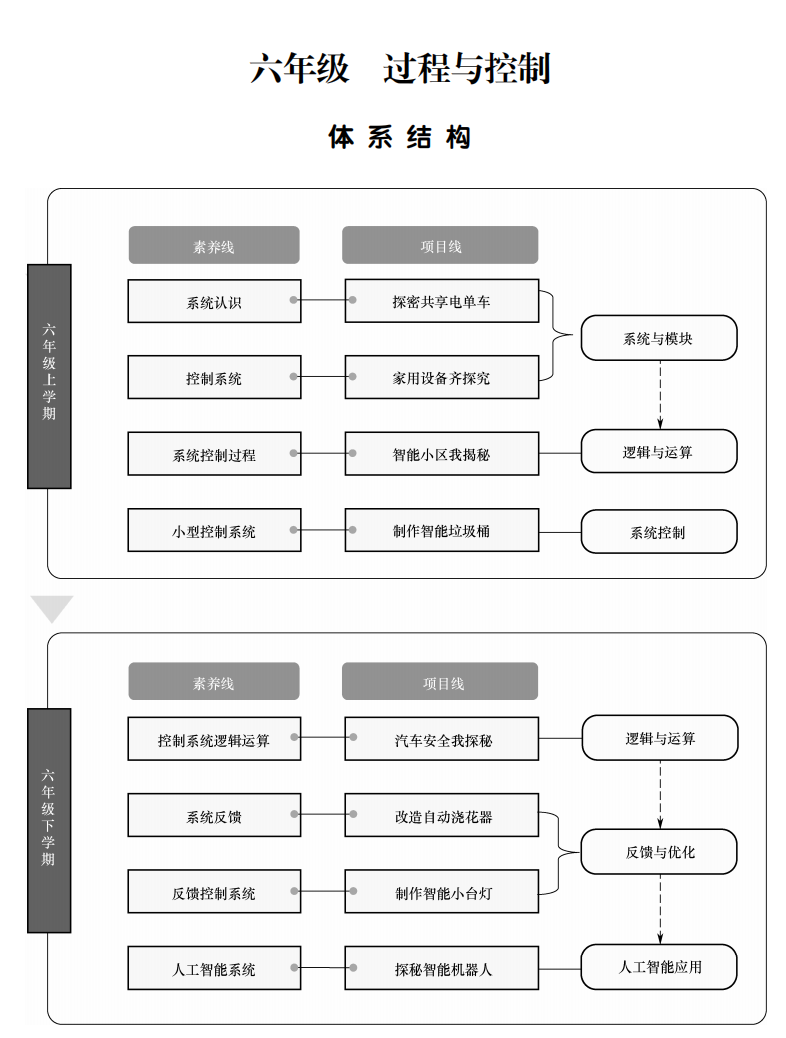 六年级 过程与控制
体系结构
六年级上学期
素养线 项目线
系统认识 探密共享电单车
系统与模块
控制系统 家用设备齐探究
系统控制过程 智能小区我揭秘 逻辑与运算
小型控制系统 制作智能垃圾桶 系统控制
六年级下学期
素养线 项目线
控制系统逻辑运算 汽车安全我探秘 逻辑与运算
系统反馈 改造自动浇花器
反馈与优化
反馈控制系统 制作智能小台灯
人工智能系统 探秘智能机器人 人工智能应用